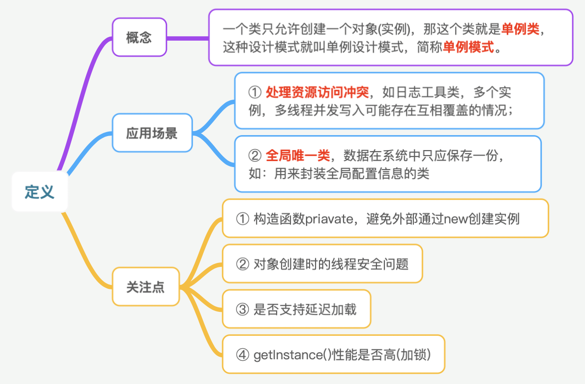 定义
概念
一个类只允许创建一个对象(实例)，那这个类就是单例类，
这种设计模式就叫单例设计模式，简称单例模式。
应用场景
① 处理资源访问冲突，如日志工具类，多个实
例，多线程并发写入可能存在互相覆盖的情况；
② 全局唯一类，数据在系统中只应保存一份，
如：用来封装全局配置信息的类
关注点
① 构造函数priavate，避免外部通过new创建实例
② 对象创建时的线程安全问题
③ 是否支持延迟加载
④ getInstance()性能是否高(加锁)